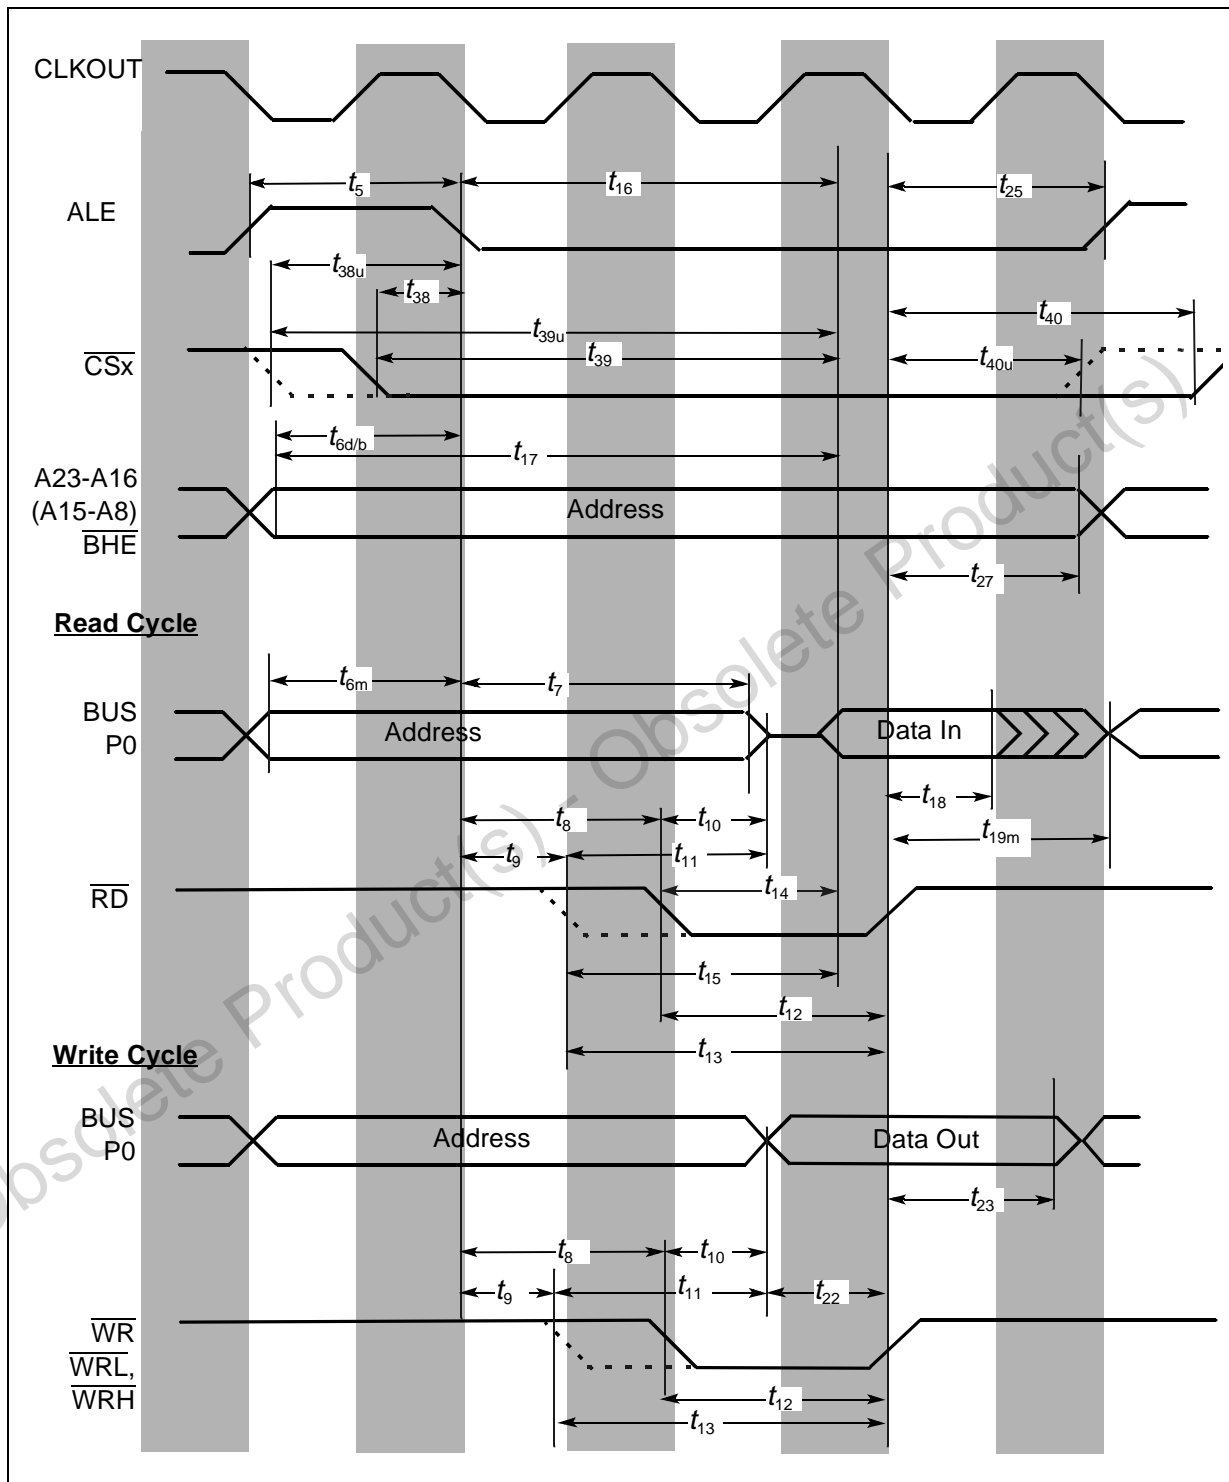 CLKOUT
t5
t16
t25
ALE
t38u
t38
t40
t39u
t39
t40u
CSx
t6d/b
t17
A23-A16
(A15-A8)
BHE
Address
t27
Read Cycle
t6m
t7
BUS
P0
Address
Data In
t18
t19m
t8
t10
t9
t11
RD
t14
t15
t12
t13
Write Cycle
BUS
P0
Address
Data Out
t23
t8
t10
t9
t11
t22
WR
WRL,
WRH
t12
t13
Obsolete Product(s) - Obsolete Product(s)